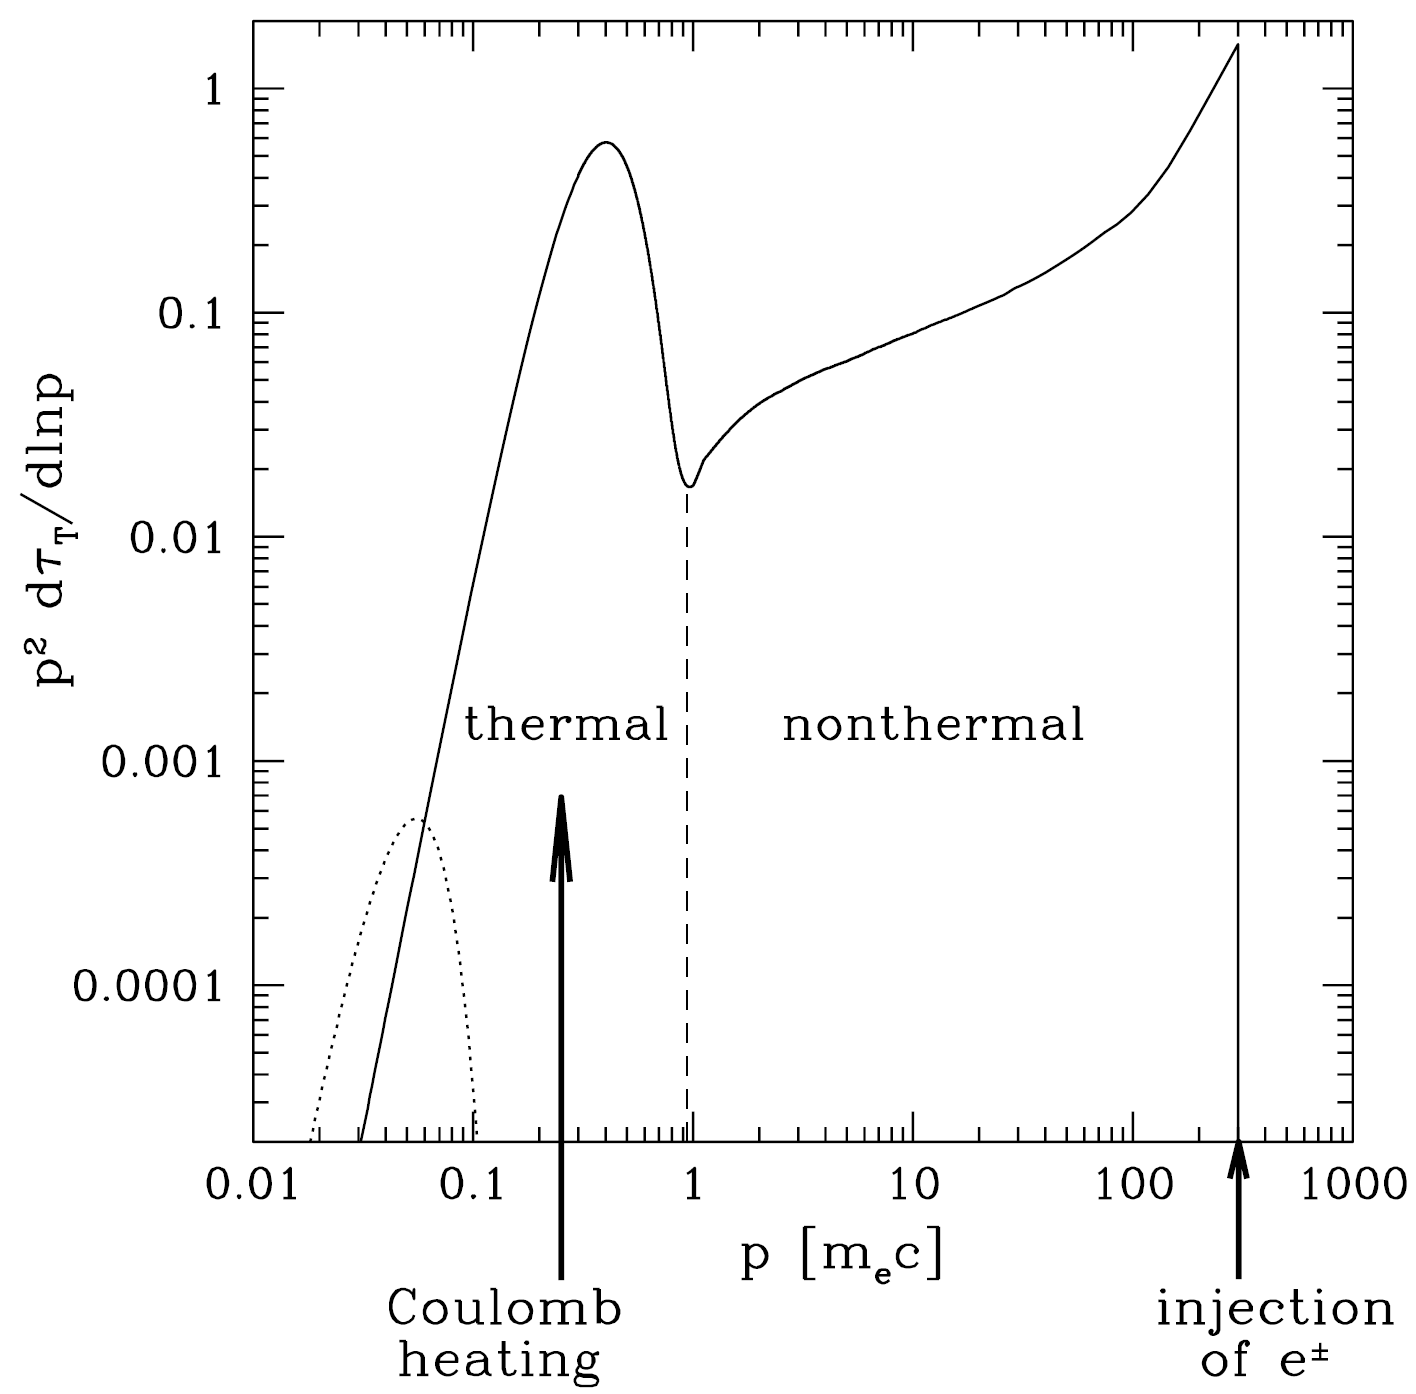 1
0.1
0.01
0.001
0.0001
p² dτ_T/dlnp
thermal
nonthermal
0.01 0.1 1 10 100 1000
p [m_e c]
Coulomb
heating
injection
of e±